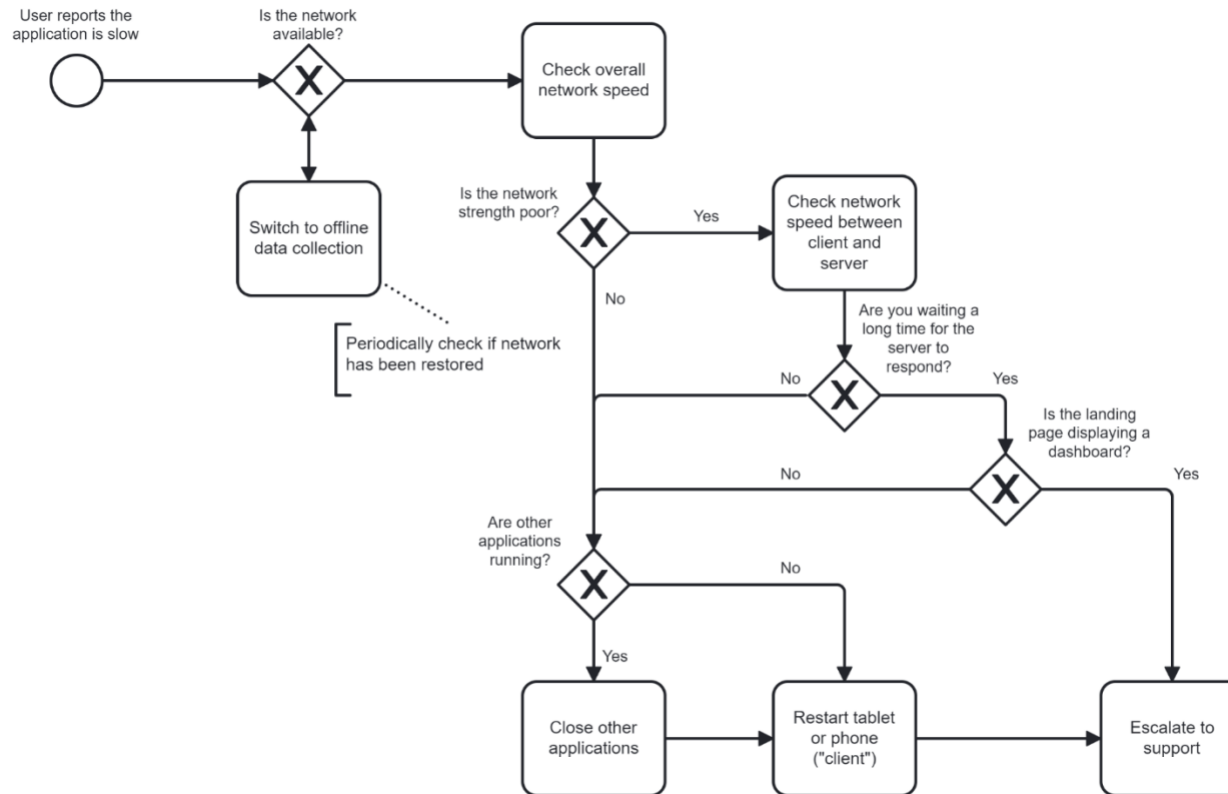 User reports the
application is slow
Is the network
available?
Check overall
network speed
Is the network
strength poor?
Yes
Check network
speed between
client and
server
Switch to offline
data collection
No
Periodically check if network
has been restored
Are you waiting a
long time for the
server to
respond?
No
Yes
Is the landing
page displaying a
dashboard?
No
Yes
Are other
applications
running?
No
Yes
Close other
applications
Restart tablet
or phone
("client")
Escalate to
support